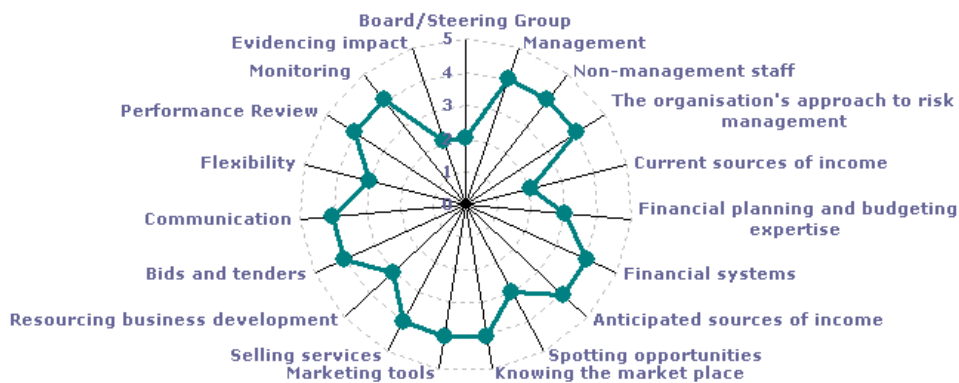 Board/Steering Group
Evidencing impact
Management
Monitoring
Non-management staff
Performance Review
The organisation's approach to risk
management
Flexibility
Current sources of income
Communication
Financial planning and budgeting
expertise
Bids and tenders
Financial systems
Resourcing business development
Anticipated sources of income
Selling services
Spotting opportunities
Marketing tools
Knowing the market place
5
4
3
2
1
0